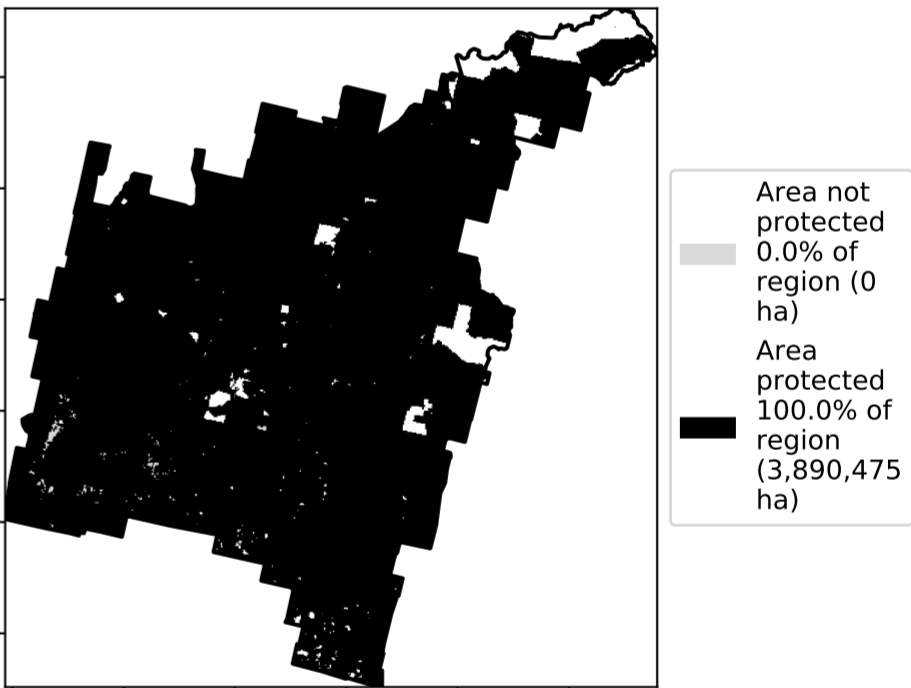 Area not
protected
0.0% of
region (0
ha)
Area
protected
100.0% of
region
(3,890,475
ha)